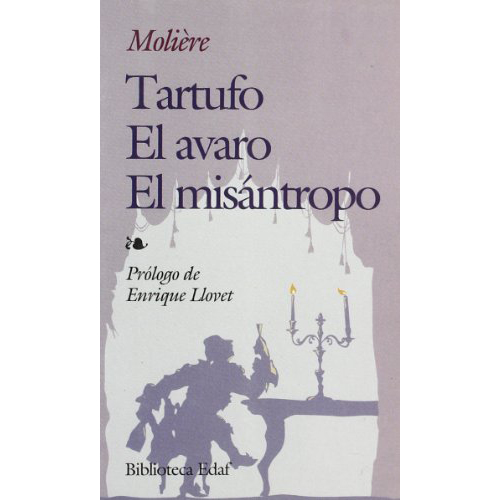 Molière
Tartufo
El avaro
El misántropo
Prólogo de
Enrique Llovet
Biblioteca Edaf